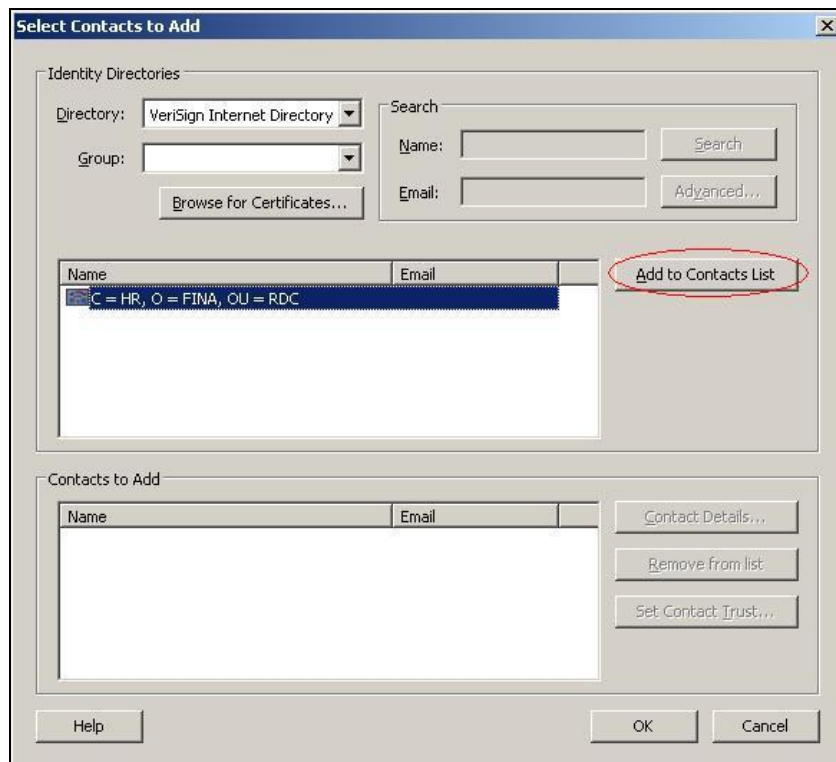 Select Contacts to Add
Identity Directories
Directory: VeriSign Internet Directory
Group:
Browse for Certificates...
Search
Name:
Search
Email:
Advanced...
Name Email
C = HR, O = FINA, OU = RDC
Add to Contacts List
Contacts to Add
Name Email
Contact Details...
Remove from list
Set Contact Trust...
Help OK Cancel